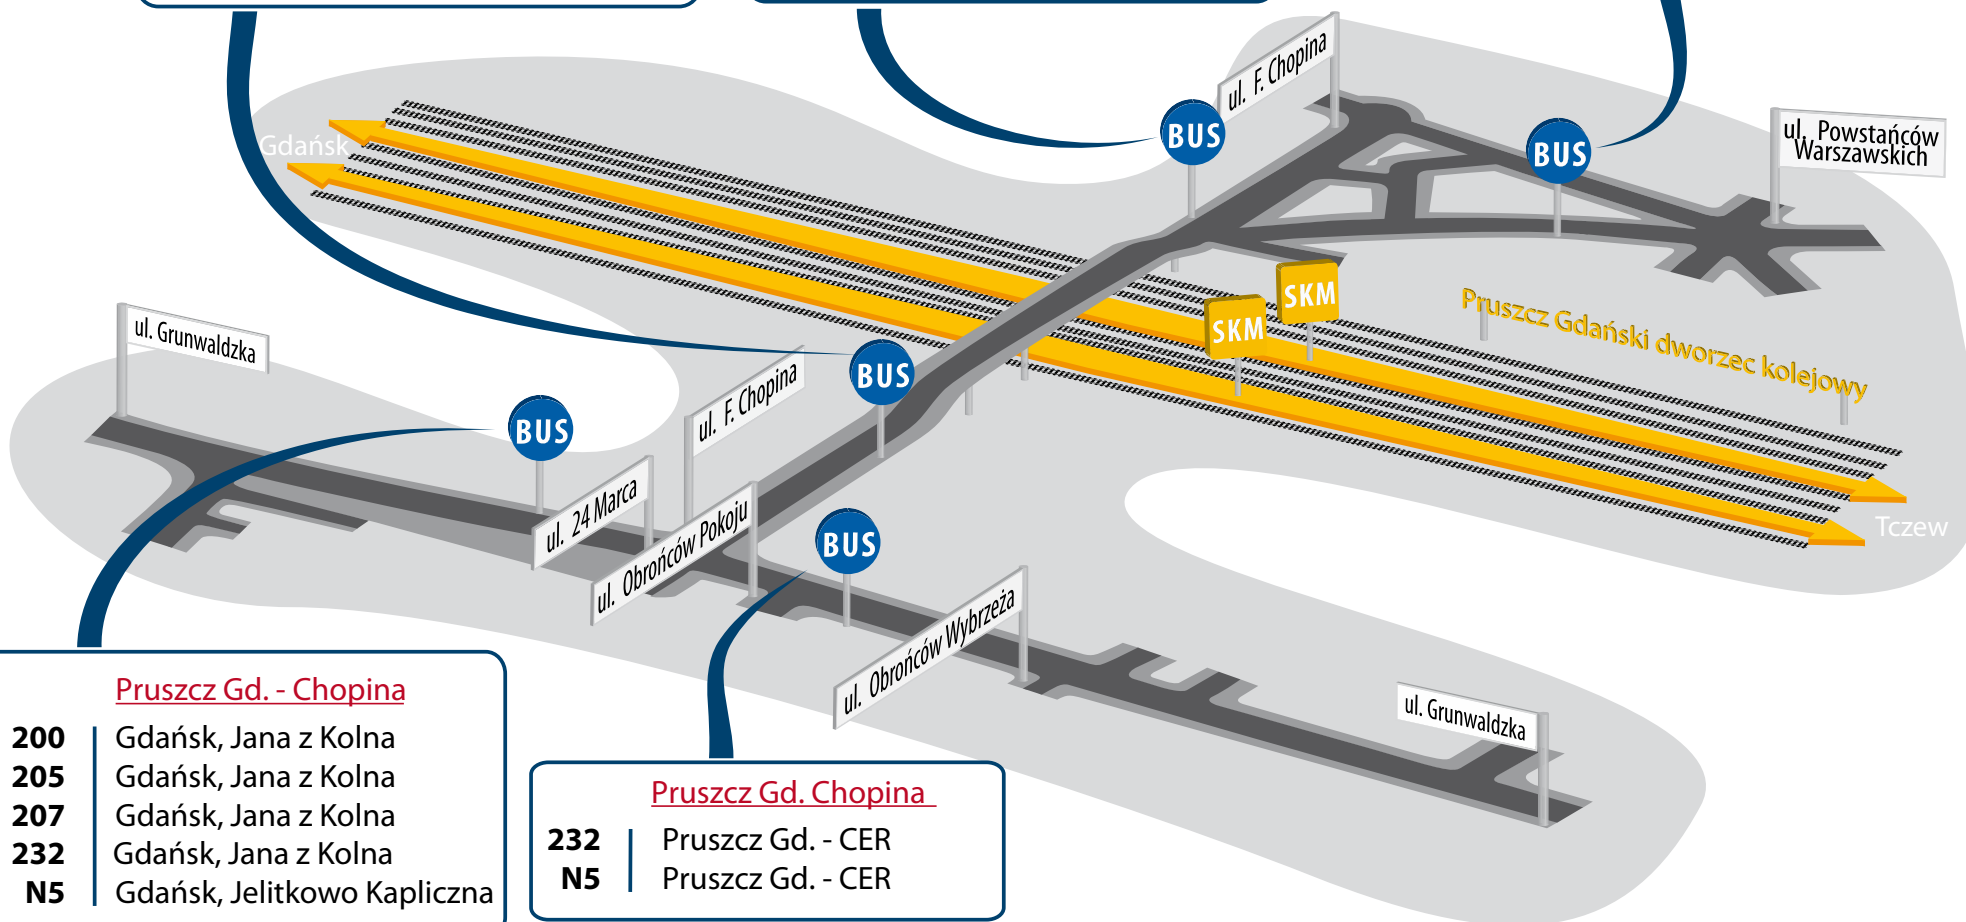 ul. F. Chopina
BUS
BUS
ul. Powstańców
Warszawskich
Gdańsk
SKM
SKM
Pruszcz Gdański dworzec kolejowy
ul. Grunwaldzka
BUS
ul. F. Chopina
BUS
ul. 24 Marca
ul. Obrońców Pokoju
BUS
Tczew
ul. Obrońców Wybrzeża
ul. Grunwaldzka
Pruszcz Gd. - Chopina
200 Gdańsk, Jana z Kolna
205 Gdańsk, Jana z Kolna
207 Gdańsk, Jana z Kolna
232 Gdańsk, Jana z Kolna
N5 Gdańsk, Jelitkowo Kapliczna
Pruszcz Gd. Chopina
232 Pruszcz Gd. - CER
N5 Pruszcz Gd. - CER